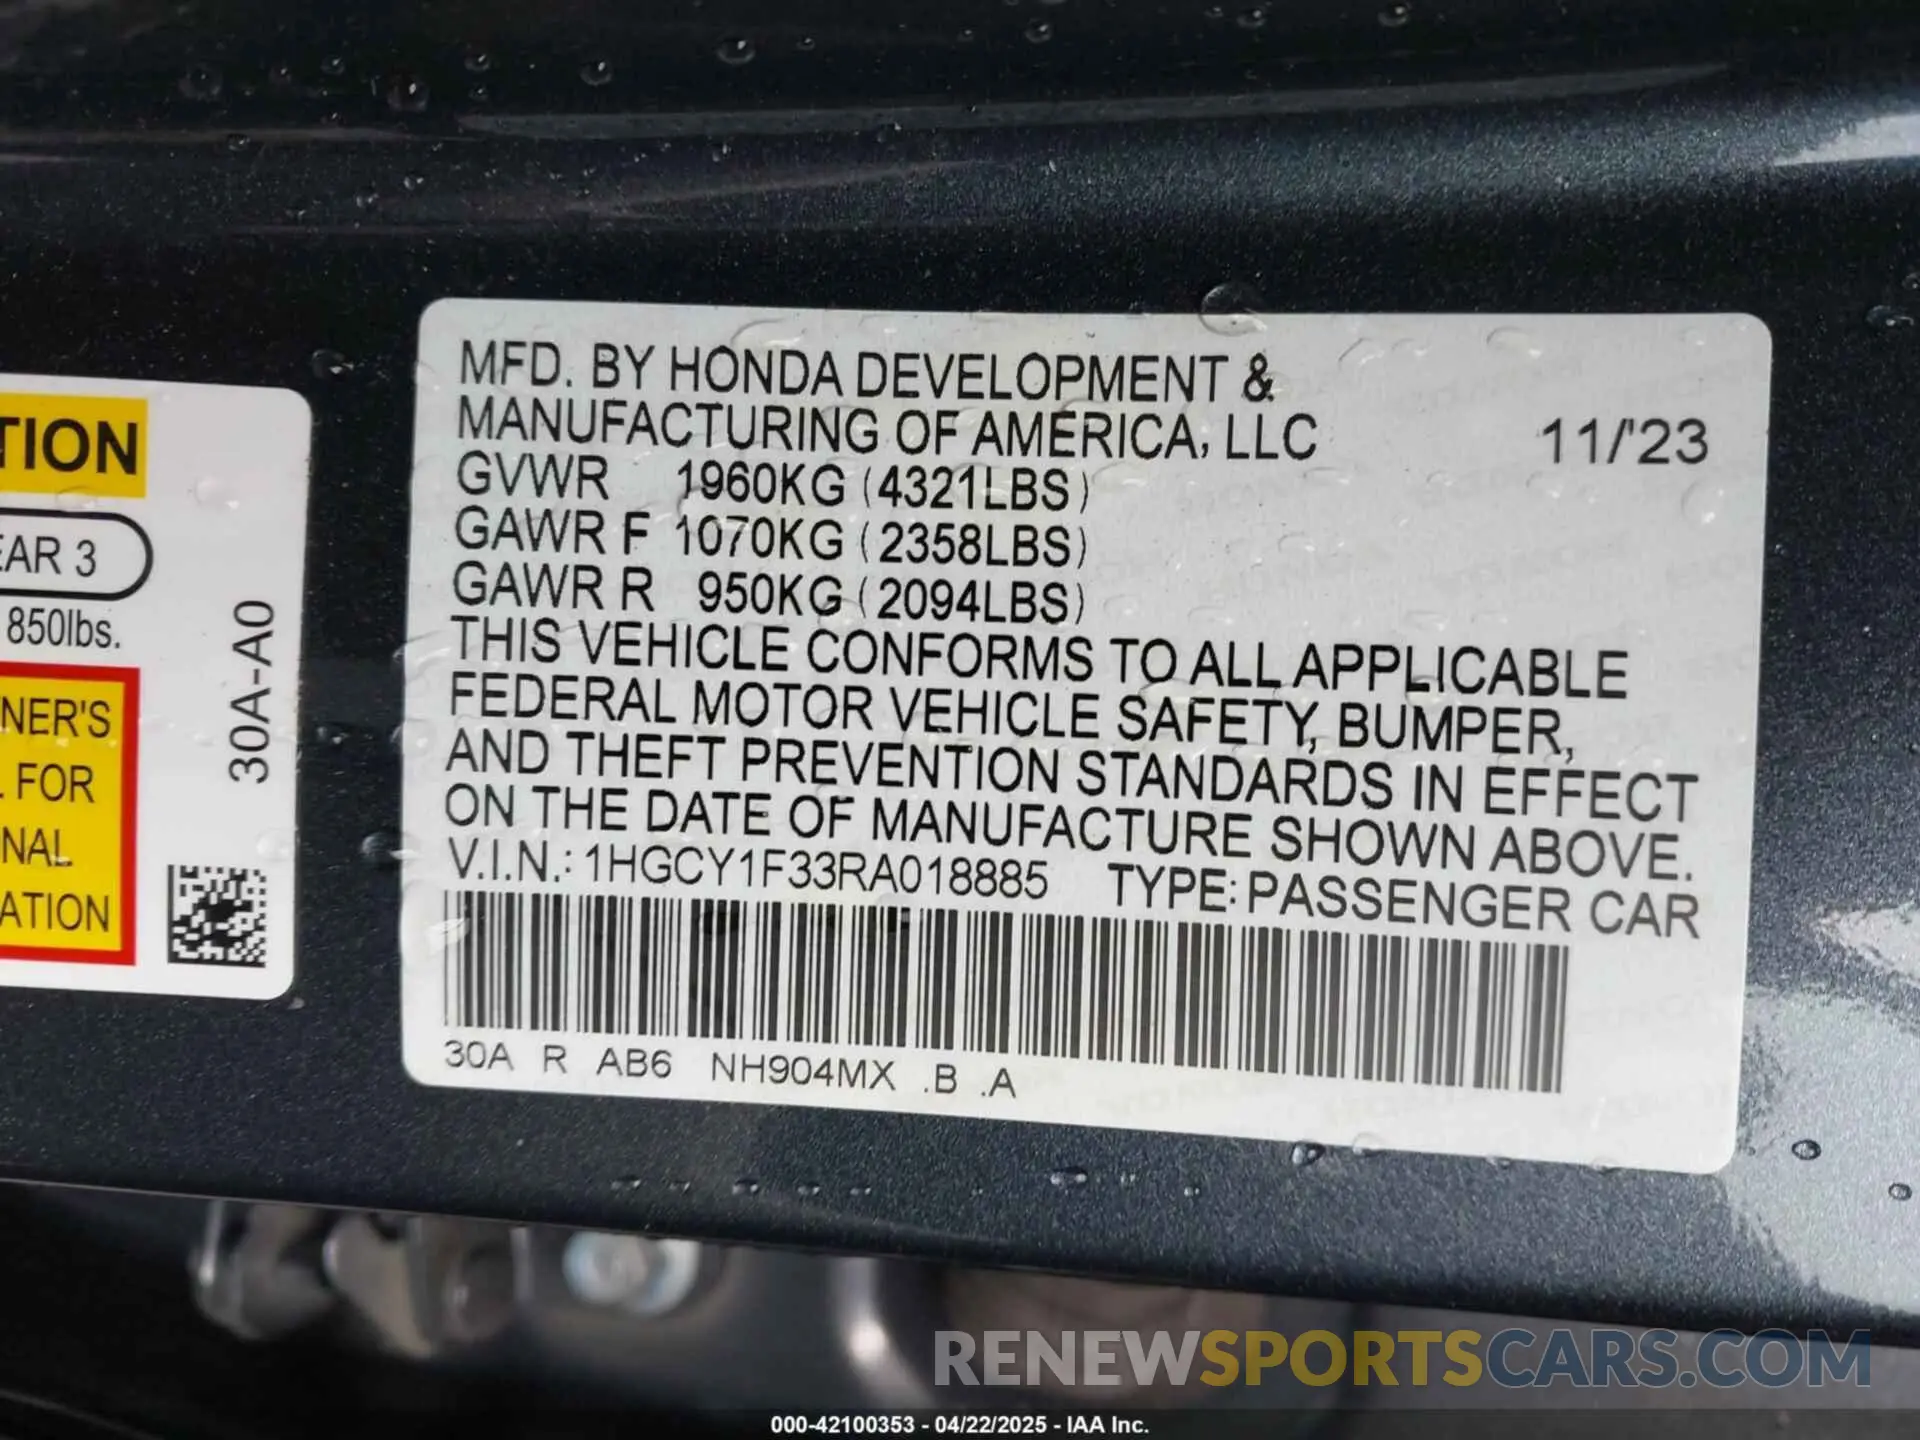 TION
EAR 3
850lbs.
NER'S
L FOR
NAL
ATION
30A-A0
MFD. BY HONDA DEVELOPMENT &
MANUFACTURING OF AMERICA, LLC 11/'23
GVWR 1960KG (4321LBS)
GAWR F 1070KG (2358LBS)
GAWR R 950KG (2094LBS)
THIS VEHICLE CONFORMS TO ALL APPLICABLE
FEDERAL MOTOR VEHICLE SAFETY, BUMPER,
AND THEFT PREVENTION STANDARDS IN EFFECT
ON THE DATE OF MANUFACTURE SHOWN ABOVE.
V.I.N.: 1HGCY1F33RA018885 TYPE: PASSENGER CAR
30A R AB6 NH904MX .B .A
RENEWSPORTSCARS.COM
000-42100353 - 04/22/2025 - IAA Inc.